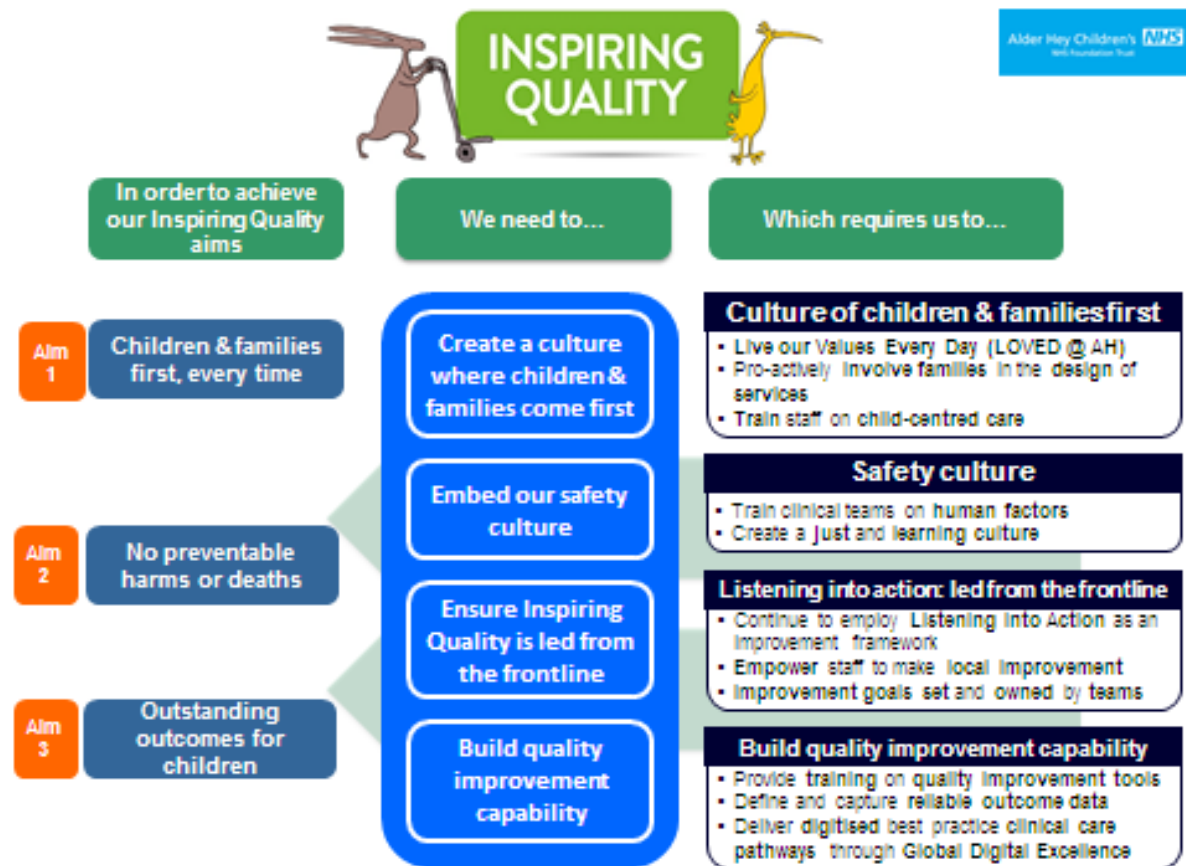 INSPIRING
QUALITY
Alder Hey Children's NHS
NHS Foundation Trust
In order to achieve
our Inspiring Quality
aims
We need to...
Which requires us to...
Aim
1
Children & families
first, every time
Aim
2
No preventable
harms or deaths
Aim
3
Outstanding
outcomes for
children
Create a culture
where children &
families come first
Embed our safety
culture
Ensure Inspiring
Quality is led from
the frontline
Build quality
improvement
capability
Culture of children & families first
▪ Live our Values Every Day (LOVED @ AH)
▪ Pro-actively involve families in the design of
services
▪ Train staff on child-centred care
Safety culture
▪ Train clinical teams on human factors
▪ Create a just and learning culture
Listening into action: led from the frontline
▪ Continue to employ Listening into Action as an
improvement framework
▪ Empower staff to make local improvement
▪ Improvement goals set and owned by teams
Build quality improvement capability
▪ Provide training on quality improvement tools
▪ Define and capture reliable outcome data
▪ Deliver digitised best practice clinical care
pathways through Global Digital Excellence